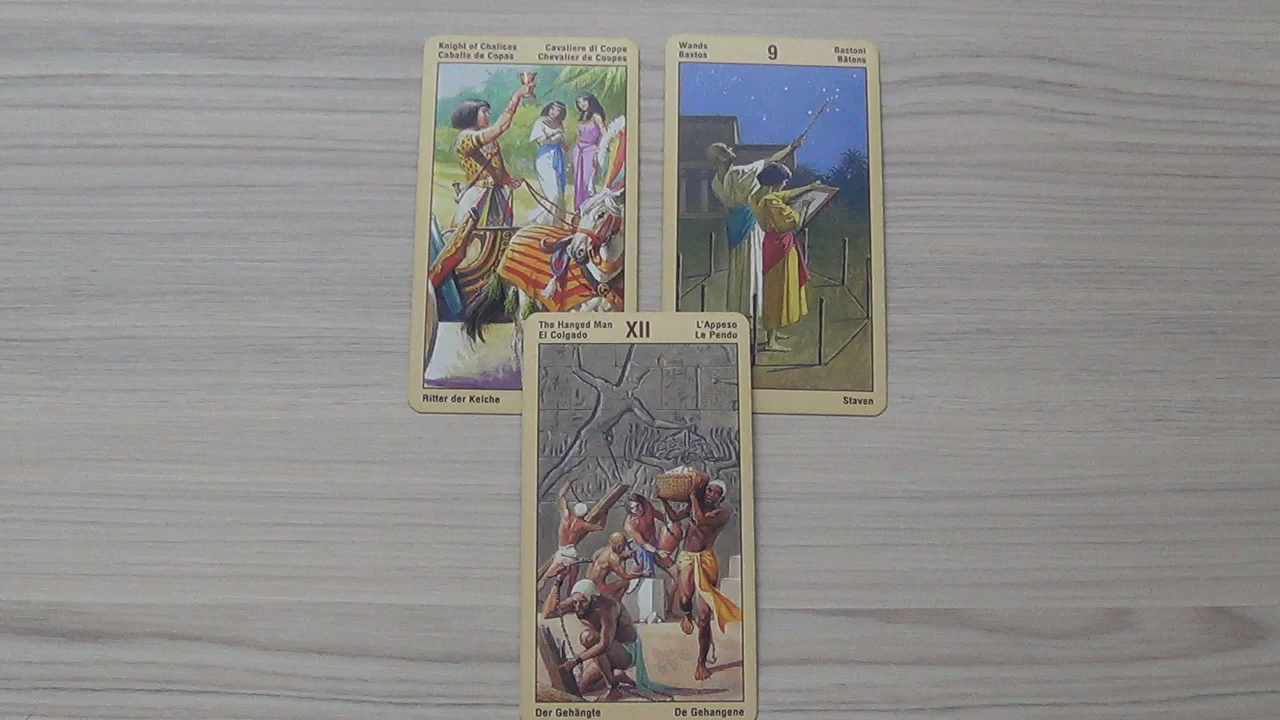 Knight of Chalices Cavaliere di Coppe
Caballo de Copas Chevalier de Coupes
Ritter der Kelche
Wands 9 Bastoni
Bastos Bâtons
Staven
The Hanged Man XII L'Appeso
El Colgado Le Pendu
Der Gehängte De Gehangene